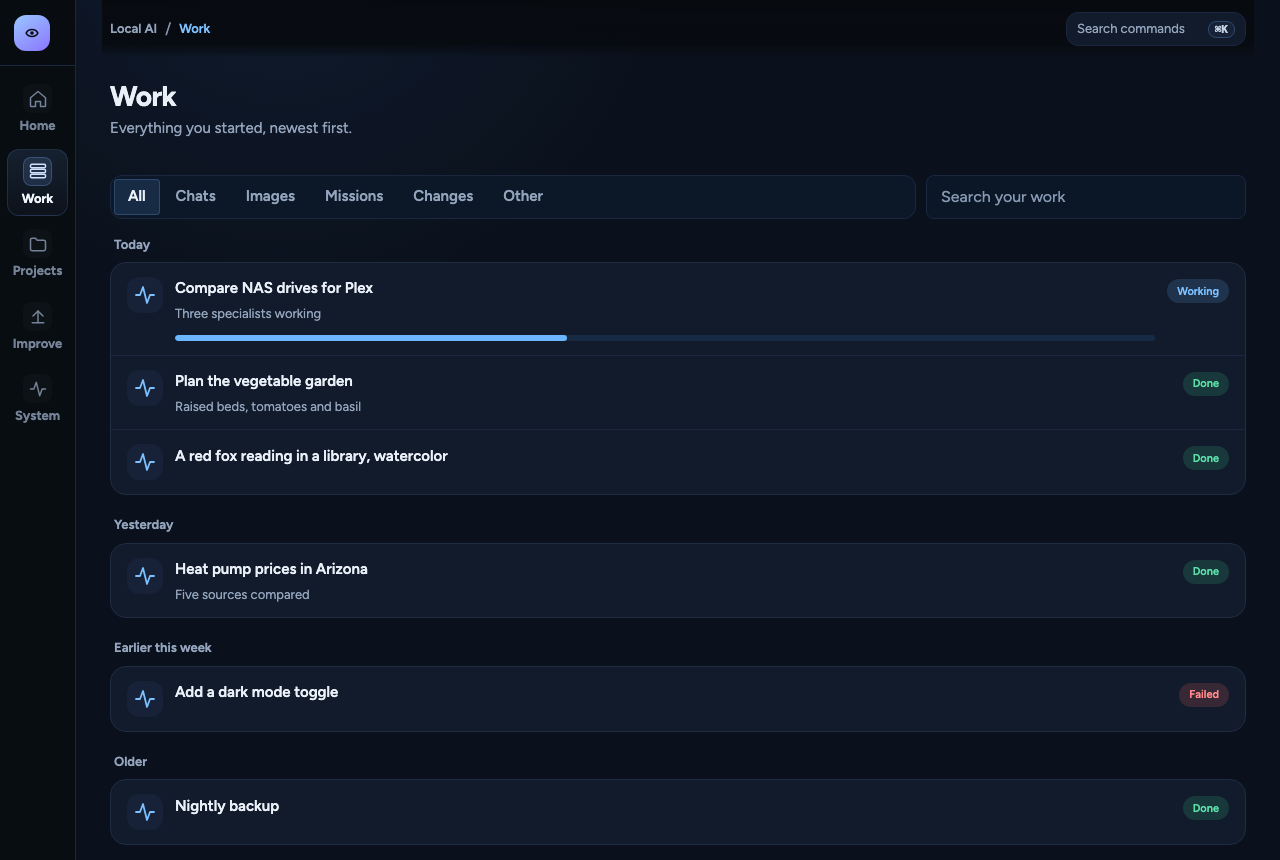 Local AI / Work
Search commands ⌘K
Home
Work
Projects
Improve
System
Work
Everything you started, newest first.
All Chats Images Missions Changes Other
Search your work
Today
Compare NAS drives for Plex
Working
Three specialists working
Plan the vegetable garden
Done
Raised beds, tomatoes and basil
A red fox reading in a library, watercolor
Done
Yesterday
Heat pump prices in Arizona
Done
Five sources compared
Earlier this week
Add a dark mode toggle
Failed
Older
Nightly backup
Done